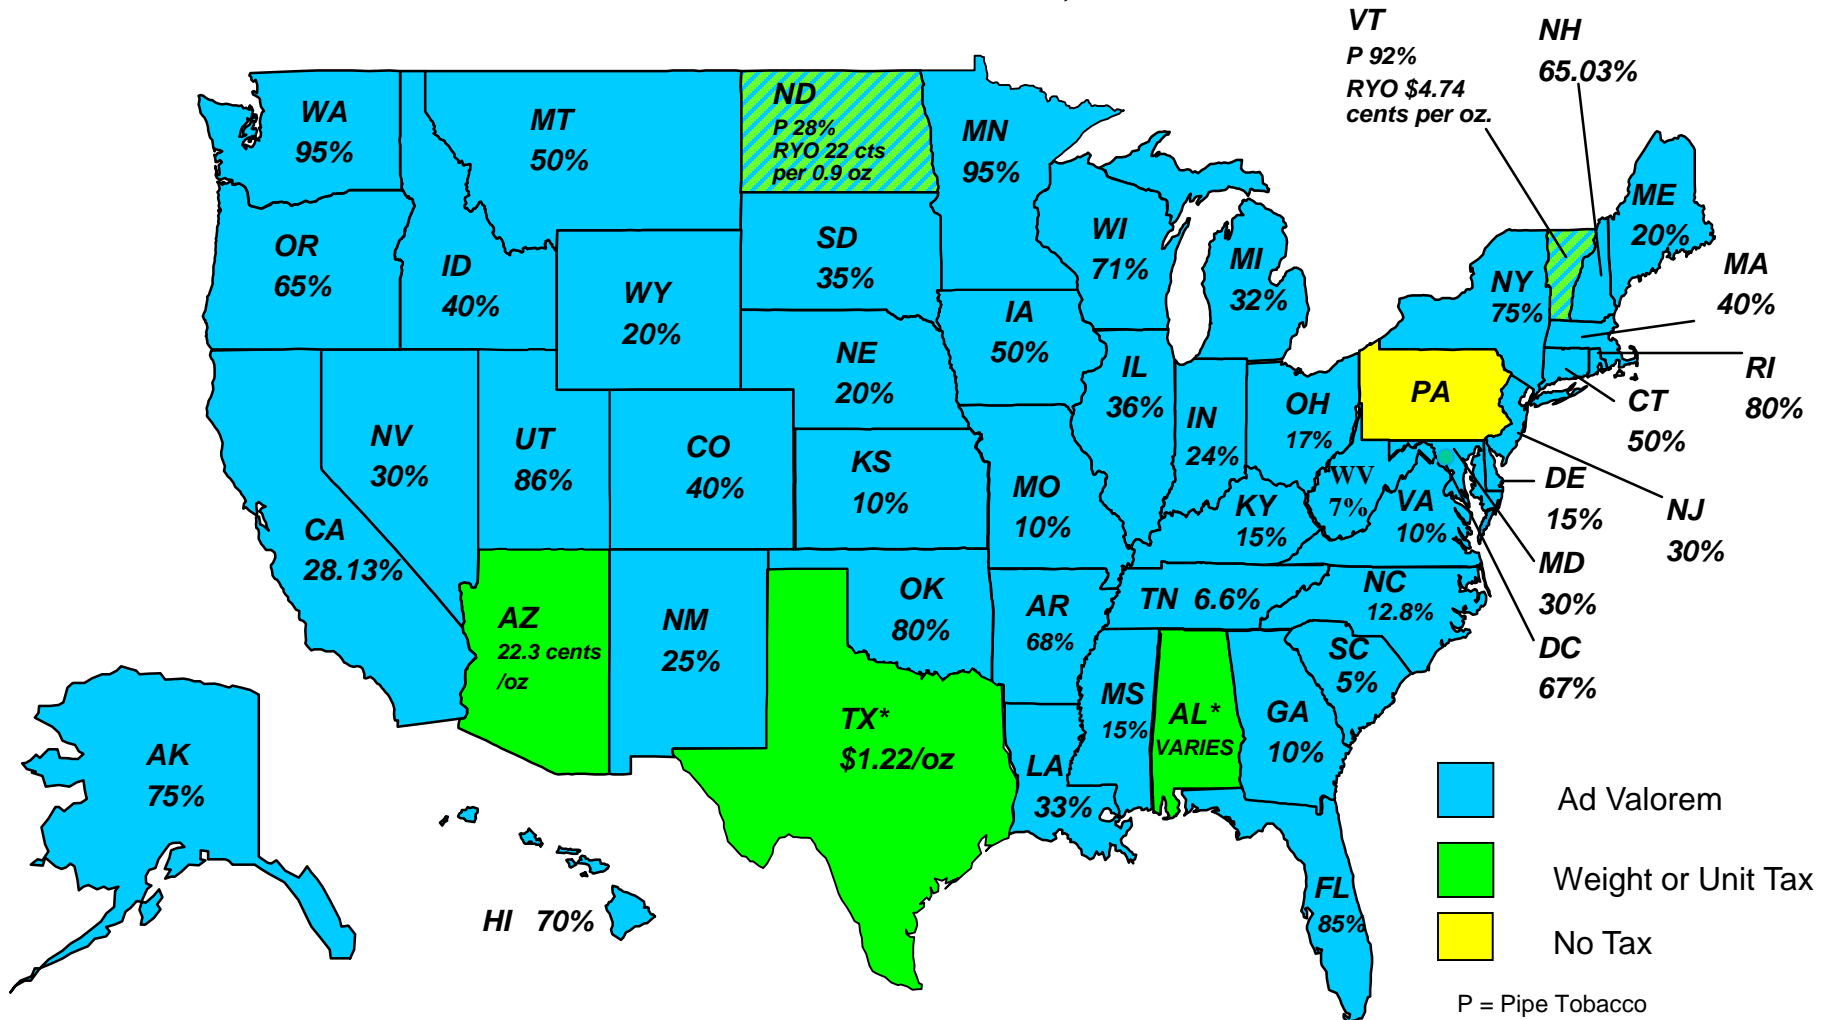 VT
P 92%
RYO $4.74
cents per oz.
NH
65.03%
WA
95%
MT
50%
ND
P 28%
RYO 22 cts
per 0.9 oz
MN
95%
ME
20%
OR
65%
ID
40%
WY
20%
SD
35%
WI
71%
MI
32%
NY
75%
MA
40%
RI
80%
CT
50%
IA
50%
NE
20%
IL
36%
IN
24%
OH
17%
PA
NV
30%
UT
86%
CO
40%
KS
10%
MO
10%
KY
15%
WV
7%
VA
10%
DE
15%
NJ
30%
MD
30%
DC
67%
CA
28.13%
AZ
22.3 cents
/oz
NM
25%
OK
80%
AR
68%
TN 6.6%
NC
12.8%
SC
5%
MS
15%
AL*
VARIES
GA
10%
TX*
$1.22/oz
LA
33%
FL
85%
AK
75%
HI 70%
Ad Valorem
Weight or Unit Tax
No Tax
P = Pipe Tobacco